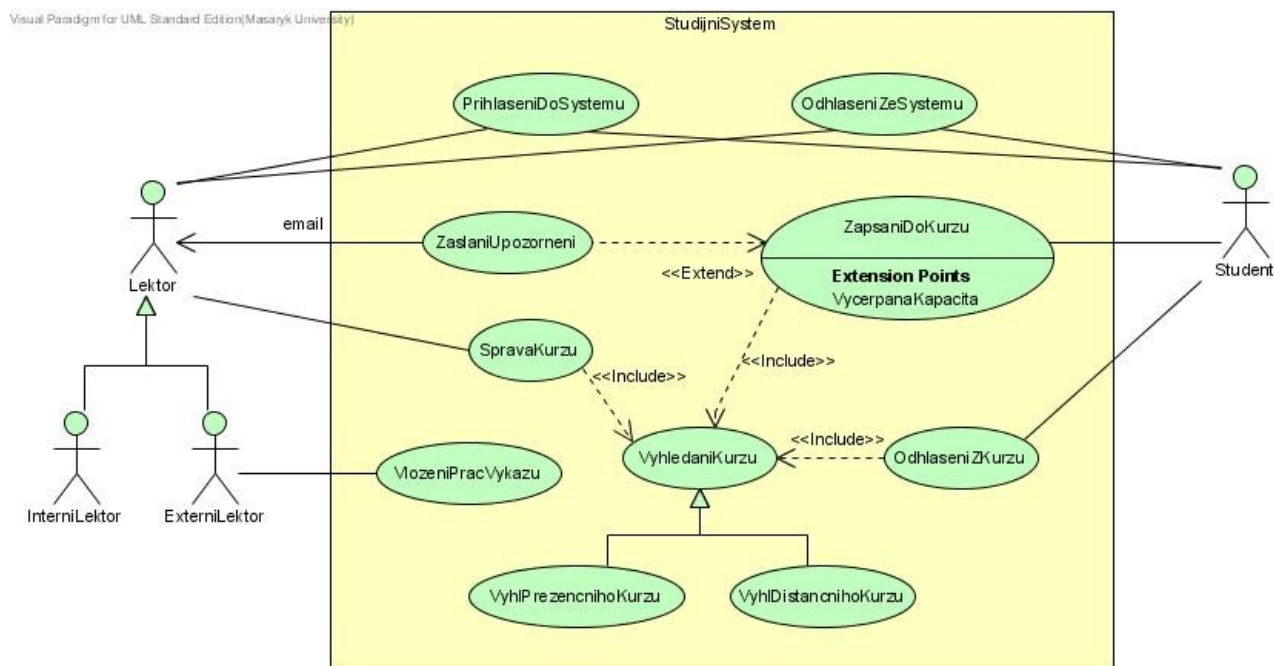 Visual Paradigm for UML Standard Edition(Masaryk University)
StudijniSystem
PrihlaseniDoSystemu
OdhlaseniZeSystemu
email
ZaslaniUpozorneni
ZapsaniDoKurzu
<<Extend>>
Extension Points
VycerpanaKapacita
Lektor
Student
SpravaKurzu
<<Include>>
<<Include>>
<<Include>>
VyhledaniKurzu
OdhlaseniZKurzu
VlozeniPracVykazu
InterniLektor
ExterniLektor
VyhlPrezencnihoKurzu
VyhlDistancnihoKurzu